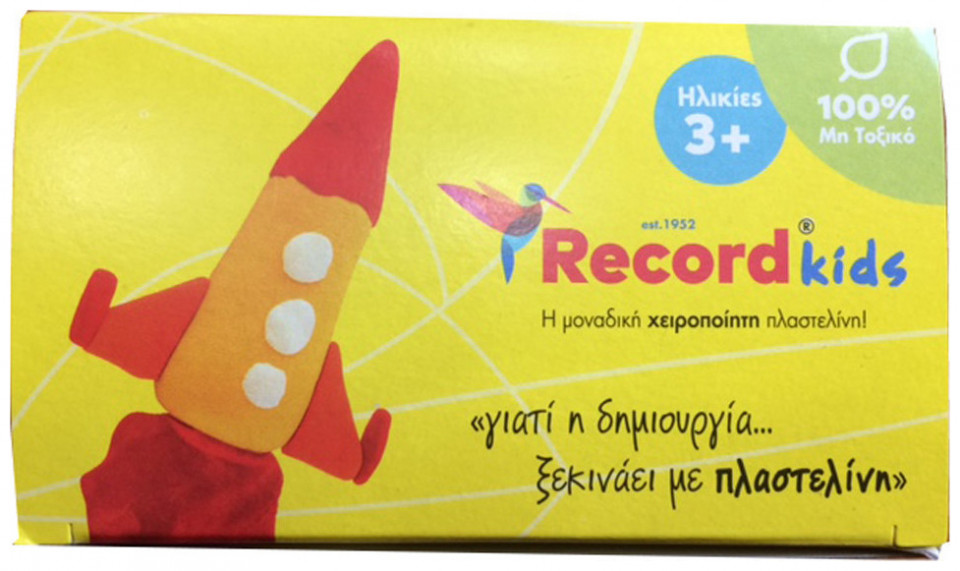 Ηλικίες
3+
100%
Μη Τοξικό
est.1952
Record® kids
Η μοναδική χειροποίητη πλαστελίνη!
«γιατί η δημιουργία...
ξεκινάει με πλαστελίνη»